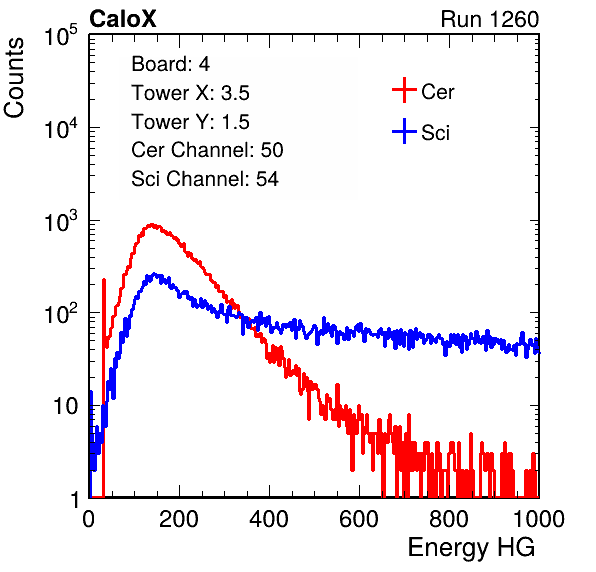 CaloX Run 1260
Counts
Board: 4
Tower X: 3.5
Tower Y: 1.5
Cer Channel: 50
Sci Channel: 54
Cer
Sci
10^5
10^4
10^3
10^2
10
1
0 200 400 600 800 1000
Energy HG